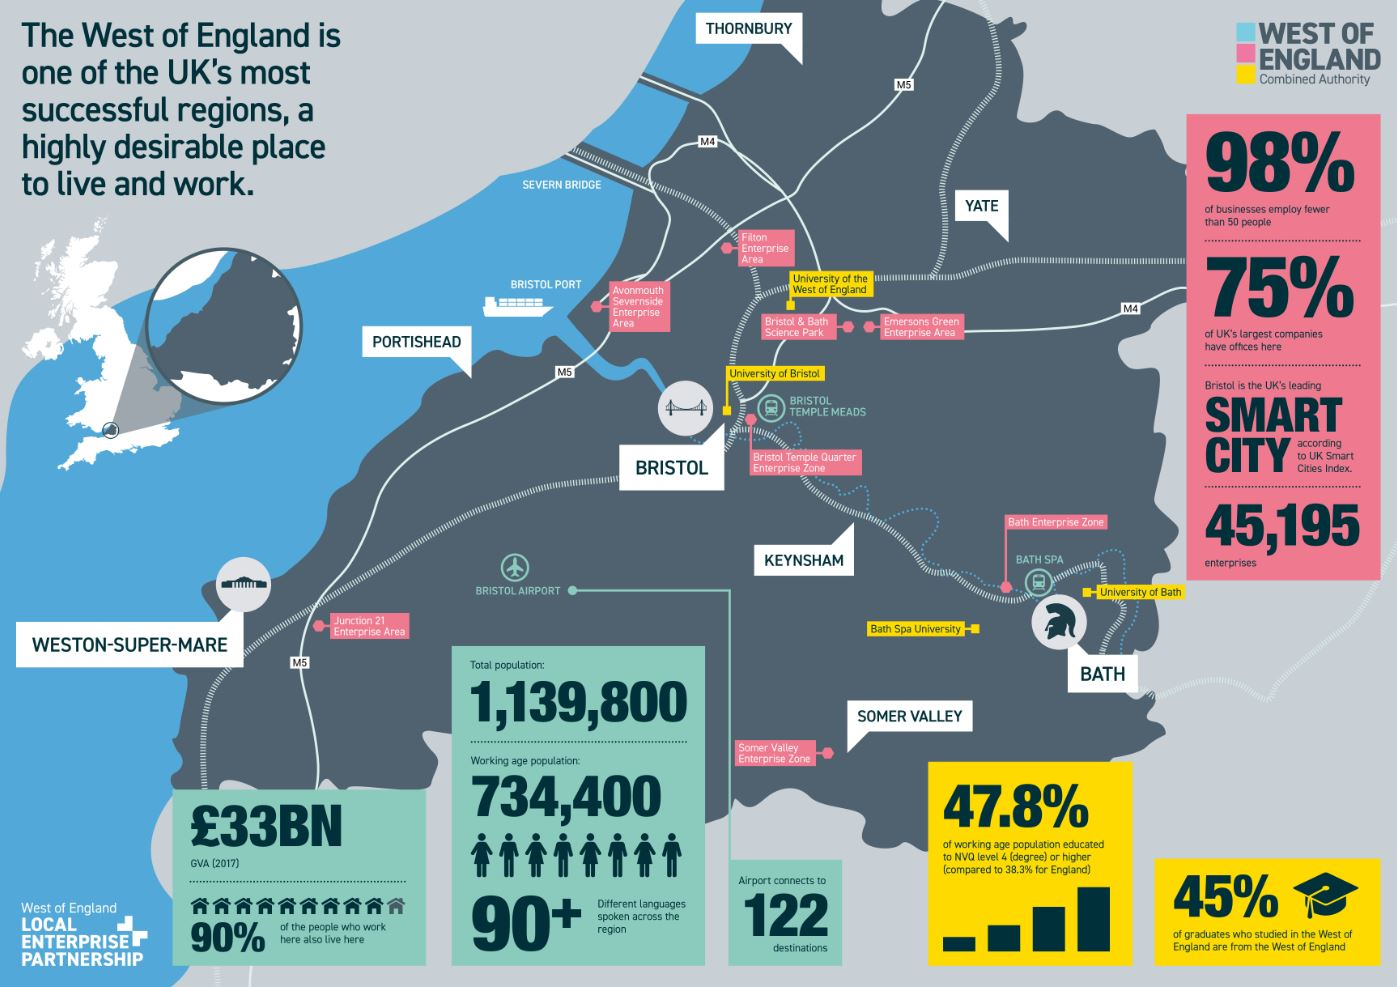 The West of England is
one of the UK's most
successful regions, a
highly desirable place
to live and work.
THORNBURY
WEST OF
ENGLAND
Combined Authority
M5
M4
SEVERN BRIDGE
YATE
Filton
Enterprise
Area
University of the
West of England
BRISTOL PORT
Avonmouth
Severnside
Enterprise
Area
Bristol & Bath
Science Park
Emersons Green
Enterprise Area
M4
PORTISHEAD
M5
University of Bristol
BRISTOL
TEMPLE MEADS
BRISTOL
Bristol Temple Quarter
Enterprise Zone
98%
of businesses employ fewer
than 50 people
75%
of UK's largest companies
have offices here
Bristol is the UK's leading
SMART
CITY
according
to UK Smart
Cities Index.
45,195
enterprises
Bath Enterprise Zone
KEYNSHAM
BATH SPA
BRISTOL AIRPORT
University of Bath
Junction 21
Enterprise Area
Bath Spa University
WESTON-SUPER-MARE
M5
BATH
SOMER VALLEY
Somer Valley
Enterprise Zone
Total population:
1,139,800
Working age population:
734,400
90+
Different languages
spoken across the
region
£33BN
GVA (2017)
90%
of the people who work
here also live here
Airport connects to
122
destinations
47.8%
of working age population educated
to NVQ level 4 (degree) or higher
(compared to 38.3% for England)
45%
of graduates who studied in the West of
England are from the West of England
West of England
LOCAL
ENTERPRISE
PARTNERSHIP